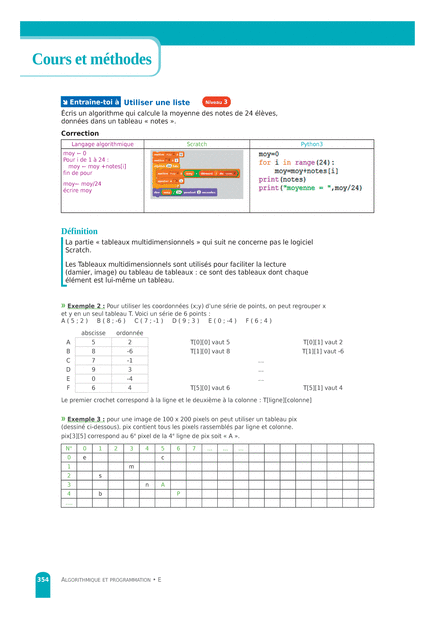 Cours et méthodes
Entraîne-toi à Utiliser une liste Niveau 3
Écris un algorithme qui calcule la moyenne des notes de 24 élèves,
données dans un tableau « notes ».
Correction
Langage algorithmique Scratch Python3
moy ← 0
Pour i de 1 à 24 :
moy ← moy +notes[i]
fin de pour
moy← moy/24
écrire moy
moy=0
for i in range(24):
moy=moy+notes[i]
print(notes)
print("moyenne = ",moy/24)
Définition
La partie « tableaux multidimensionnels » qui suit ne concerne pas le logiciel
Scratch.
Les Tableaux multidimensionnels sont utilisés pour faciliter la lecture
(damier, image) ou tableau de tableaux : ce sont des tableaux dont chaque
élément est lui-même un tableau.
» Exemple 2 : Pour utiliser les coordonnées (x;y) d'une série de points, on peut regrouper x
et y en un seul tableau T. Voici un série de 6 points :
A ( 5 ; 2 ) B ( 8 ; -6 ) C ( 7 ; -1 ) D ( 9 ; 3 ) E ( 0 ; -4 ) F ( 6 ; 4 )
abscisse ordonnée
A 5 2 T[0][0] vaut 5 T[0][1] vaut 2
B 8 -6 T[1][0] vaut 8 T[1][1] vaut -6
C 7 -1 ...
D 9 3 ...
E 0 -4 ...
F 6 4 T[5][0] vaut 6 T[5][1] vaut 4
Le premier crochet correspond à la ligne et le deuxième à la colonne : T[ligne][colonne]
» Exemple 3 : pour une image de 100 x 200 pixels on peut utiliser un tableau pix
(dessiné ci-dessous). pix contient tous les pixels rassemblés par ligne et colonne.
pix[3][5] correspond au 6e pixel de la 4e ligne de pix soit « A ».
N° 0 1 2 3 4 5 6 7 ... ... ...
0 e c
1 m
2 s
3 n A
4 b P
....
354 ALGORITHMIQUE ET PROGRAMMATION • E